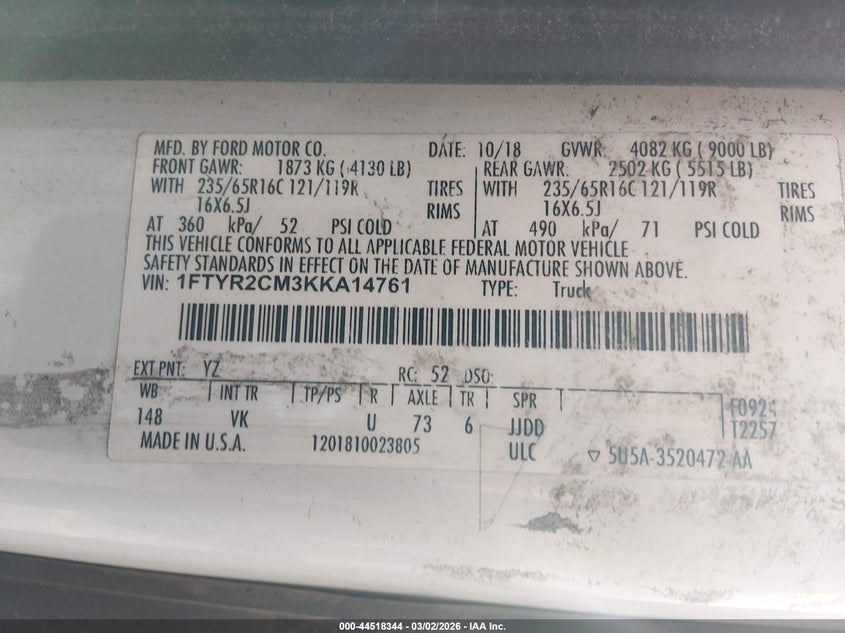 MFD. BY FORD MOTOR CO. DATE: 10/18 GVWR: 4082 KG ( 9000 LB)
FRONT GAWR: 1873 KG ( 4130 LB) REAR GAWR: 2502 KG ( 5515 LB)
WITH 235/65R16C 121/119R TIRES WITH 235/65R16C 121/119R TIRES
16X6.5J RIMS 16X6.5J RIMS
AT 360 kPa/ 52 PSI COLD AT 490 kPa/ 71 PSI COLD
THIS VEHICLE CONFORMS TO ALL APPLICABLE FEDERAL MOTOR VEHICLE
SAFETY STANDARDS IN EFFECT ON THE DATE OF MANUFACTURE SHOWN ABOVE.
VIN: 1FTYR2CM3KKA14761 TYPE: Truck
EXT PNT: YZ RC: 52 DSO:
WB INT TR TP/PS R AXLE TR SPR F0924
148 VK U 73 6 JJDD T2257
MADE IN U.S.A. 1201810023805 ULC ▽ 5U5A-3520472-AA
000-44518344 - 03/02/2026 - IAA Inc.